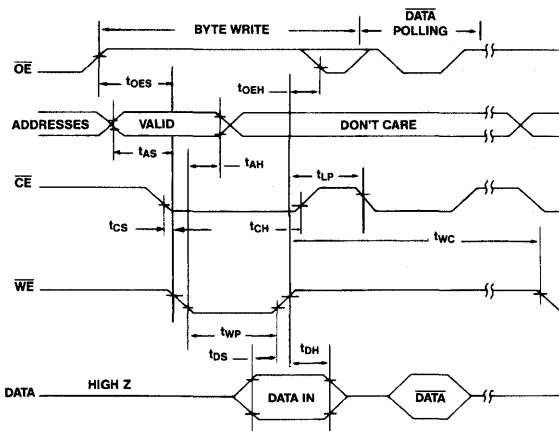 BYTE WRITE
DATA
POLLING
OE
tOES
tOEH
ADDRESSES
VALID
DON'T CARE
tAS
tAH
CE
tLP
tCS
tCH
tWC
WE
tWP
tDS
tDH
DATA
HIGH Z
DATA IN
DATA